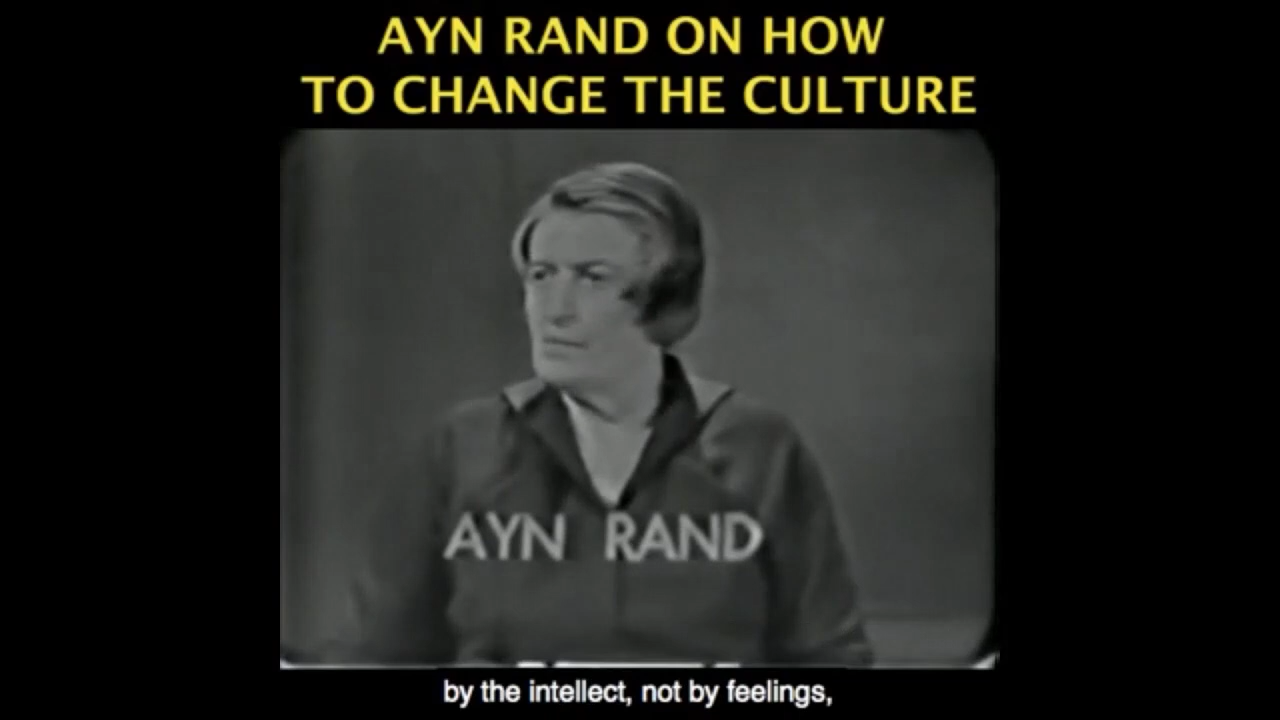 AYN RAND ON HOW
TO CHANGE THE CULTURE
AYN RAND
by the intellect, not by feelings,